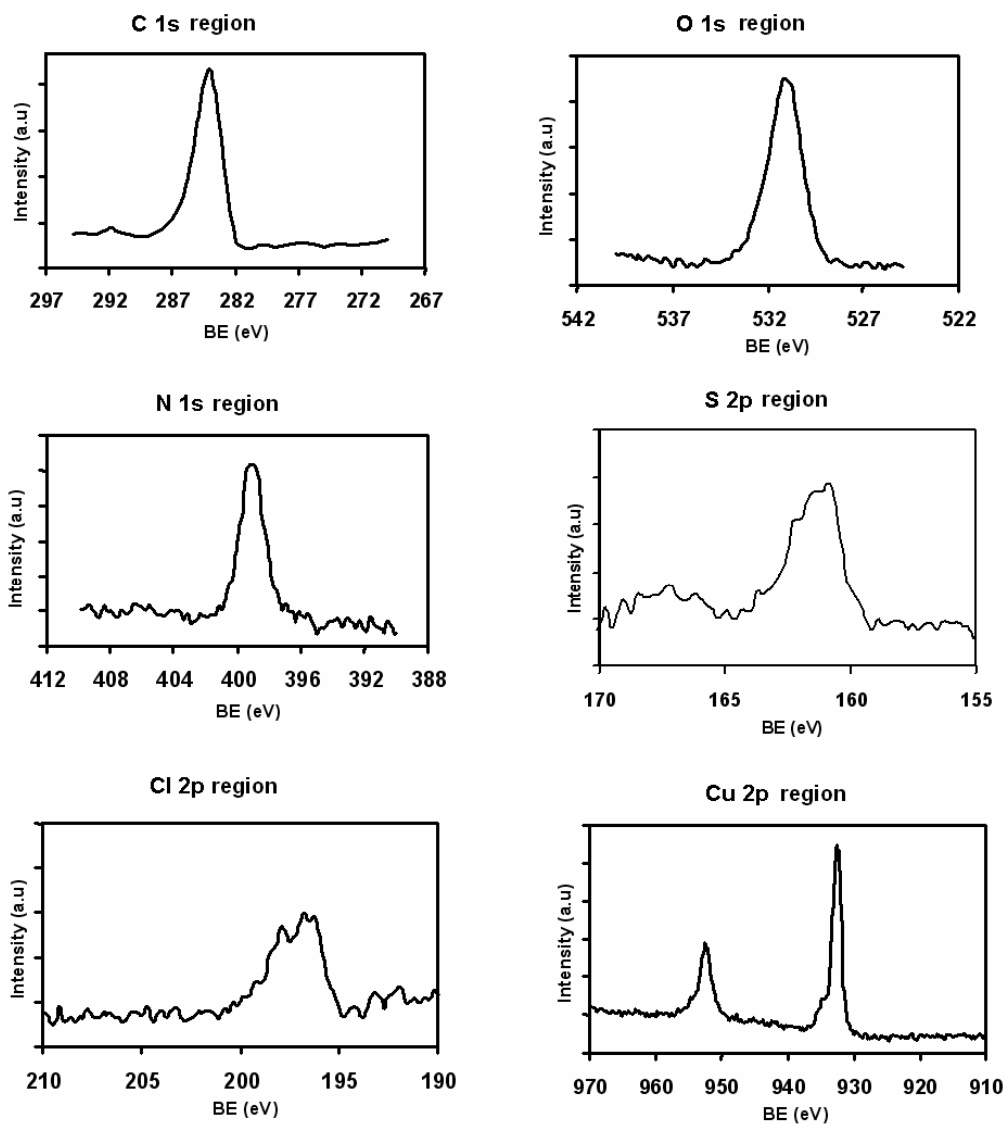 C 1s region
Intensity (a.u)
297 292 287 282 277 272 267
BE (eV)
O 1s region
Intensity (a.u)
542 537 532 527 522
BE (eV)
N 1s region
Intensity (a.u)
412 408 404 400 396 392 388
BE (eV)
S 2p region
Intensity (a.u)
170 165 160 155
BE (eV)
Cl 2p region
Intensity (a.u)
210 205 200 195 190
BE (eV)
Cu 2p region
Intensity (a.u)
970 960 950 940 930 920 910
BE (eV)